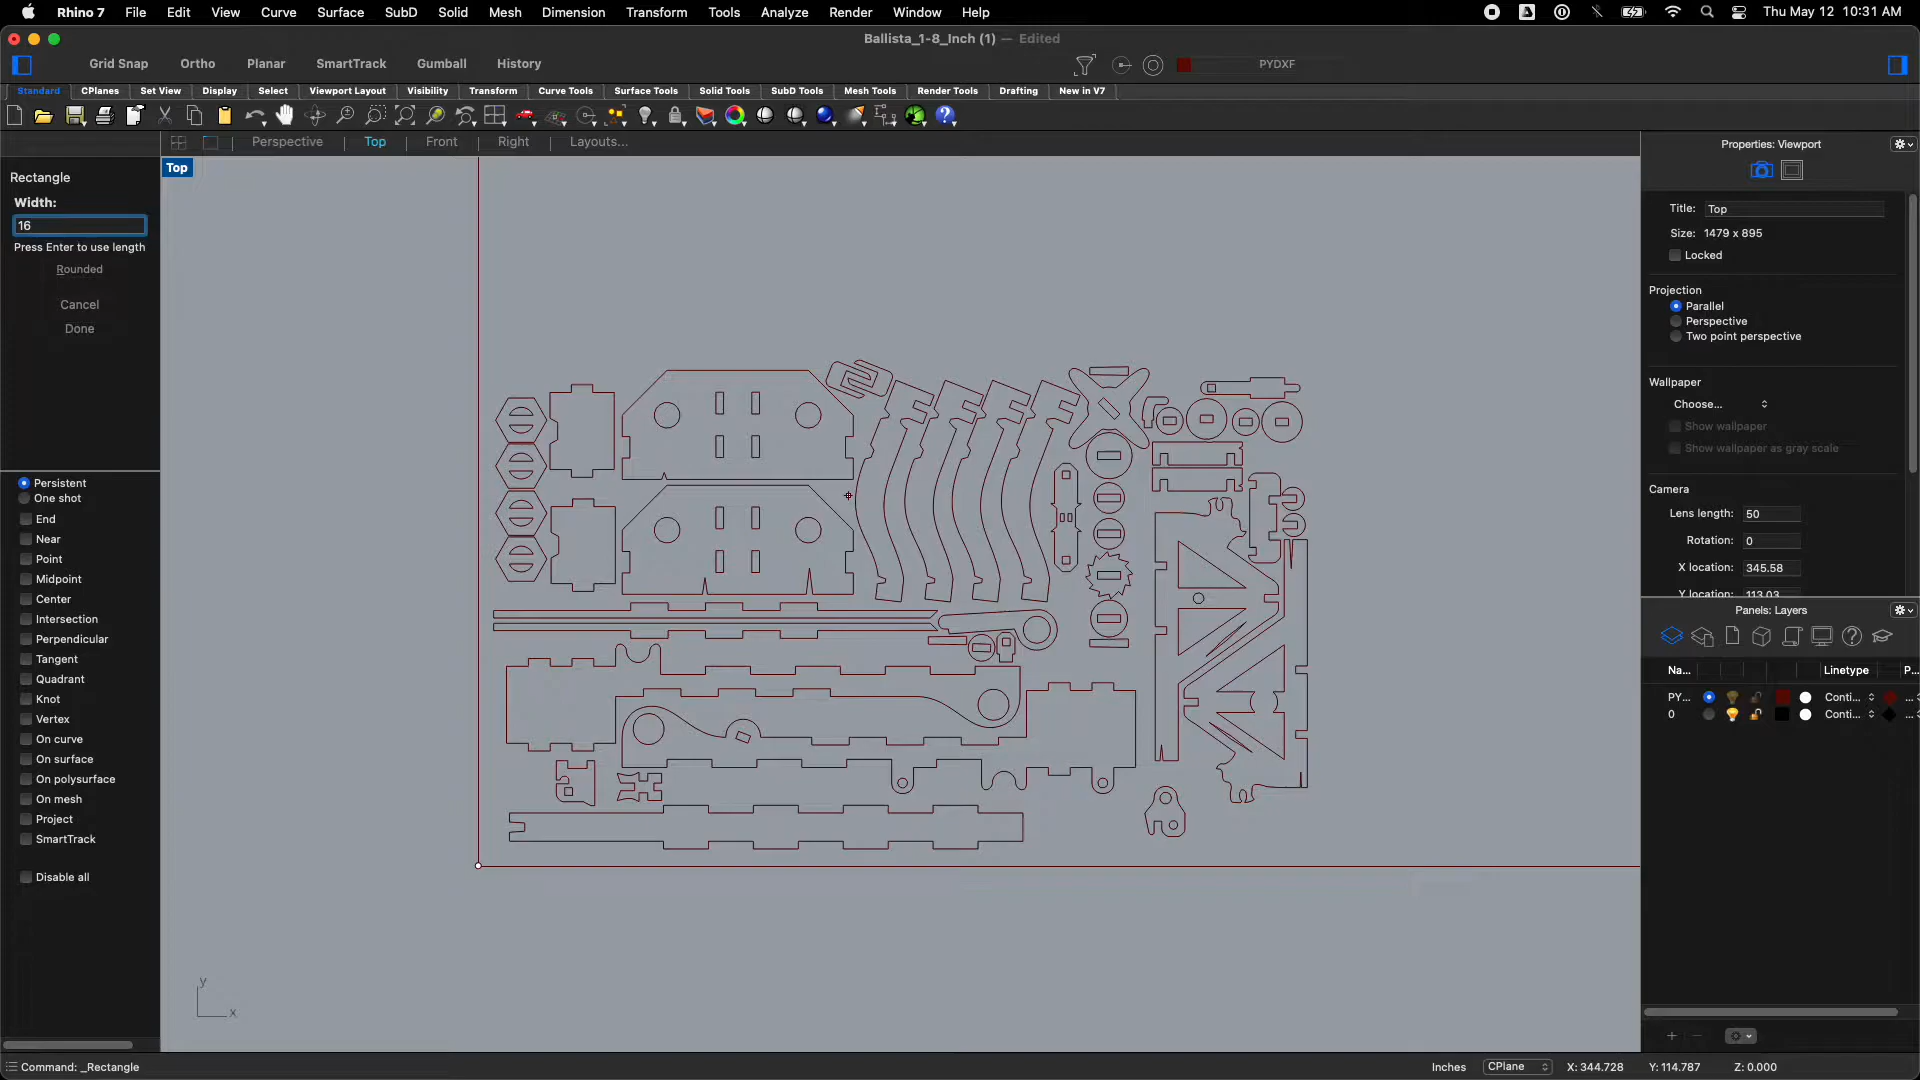 Rhino 7 File Edit View Curve Surface SubD Solid Mesh Dimension Transform Tools Analyze Render Window Help Thu May 12 10:31 AM
Ballista_1-8_Inch (1) — Edited
Grid Snap Ortho Planar SmartTrack Gumball History PYDXF
Standard CPlanes Set View Display Select Viewport Layout Visibility Transform Curve Tools Surface Tools Solid Tools SubD Tools Mesh Tools Render Tools Drafting New in V7
Perspective Top Front Right Layouts...
Top
Rectangle
Width:
16
Press Enter to use length
Rounded
Cancel
Done
Persistent
One shot
End
Near
Point
Midpoint
Center
Intersection
Perpendicular
Tangent
Quadrant
Knot
Vertex
On curve
On surface
On polysurface
On mesh
Project
SmartTrack
Disable all
y
x
Properties: Viewport
Title: Top
Size: 1479 x 895
Locked
Projection
Parallel
Perspective
Two point perspective
Wallpaper
Choose...
Show wallpaper
Show wallpaper as gray scale
Camera
Lens length: 50
Rotation: 0
X location: 345.58
Y location: 113.03
Panels: Layers
Na... Linetype P...
PY... Conti... ...
0 Conti... ...
Command: _Rectangle
Inches CPlane X: 344.728 Y: 114.787 Z: 0.000